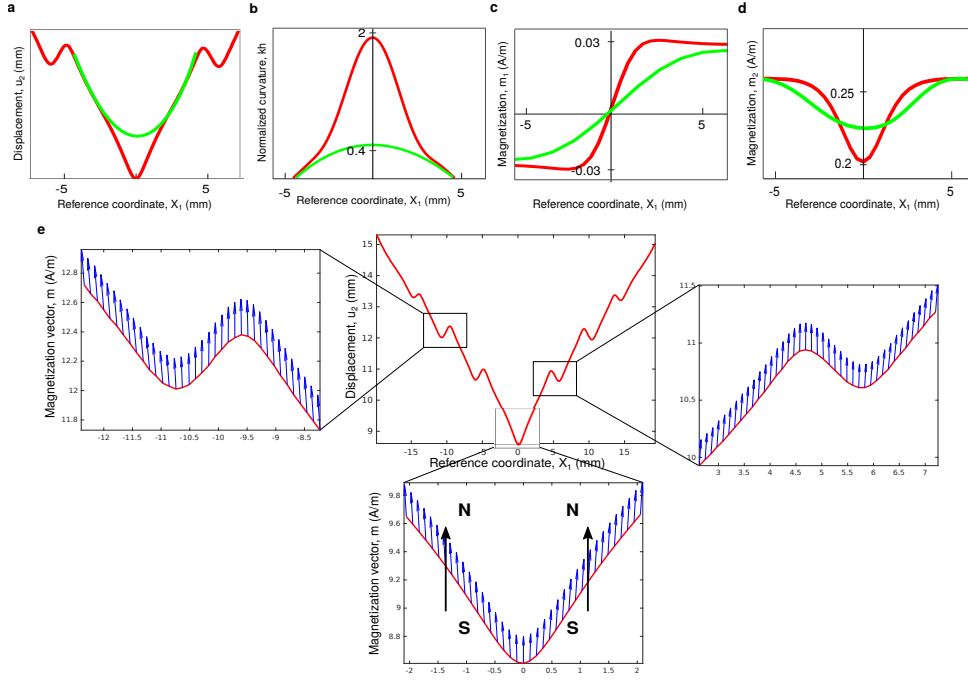 a
Displacement, u2 (mm)
-5
5
Reference coordinate, X1 (mm)
b
Normalized curvature, kh
2
0.4
-5
5
Reference coordinate, X1 (mm)
c
Magnetization, m1 (A/m)
0.03
-5
5
-0.03
Reference coordinate, X1 (mm)
d
Magnetization, m2 (A/m)
0.25
0.2
-5
5
Reference coordinate, X1 (mm)
e
Magnetization vector, m (A/m)
12.8
12.6
12.4
12.2
12
11.8
-12 -11.5 -11 -10.5 -10 -9.5 -9 -8.5
Displacement, u2 (mm)
15
14
13
12
11
10
9
-15 -10 -5 0 5 10 15
Reference coordinate, X1 (mm)
11.5
11
10.5
10
3 3.5 4 4.5 5 5.5 6 6.5 7
Magnetization vector, m (A/m)
9.8
9.6
9.4
9.2
9
8.8
N N
S S
-2 -1.5 -1 -0.5 0 0.5 1 1.5 2